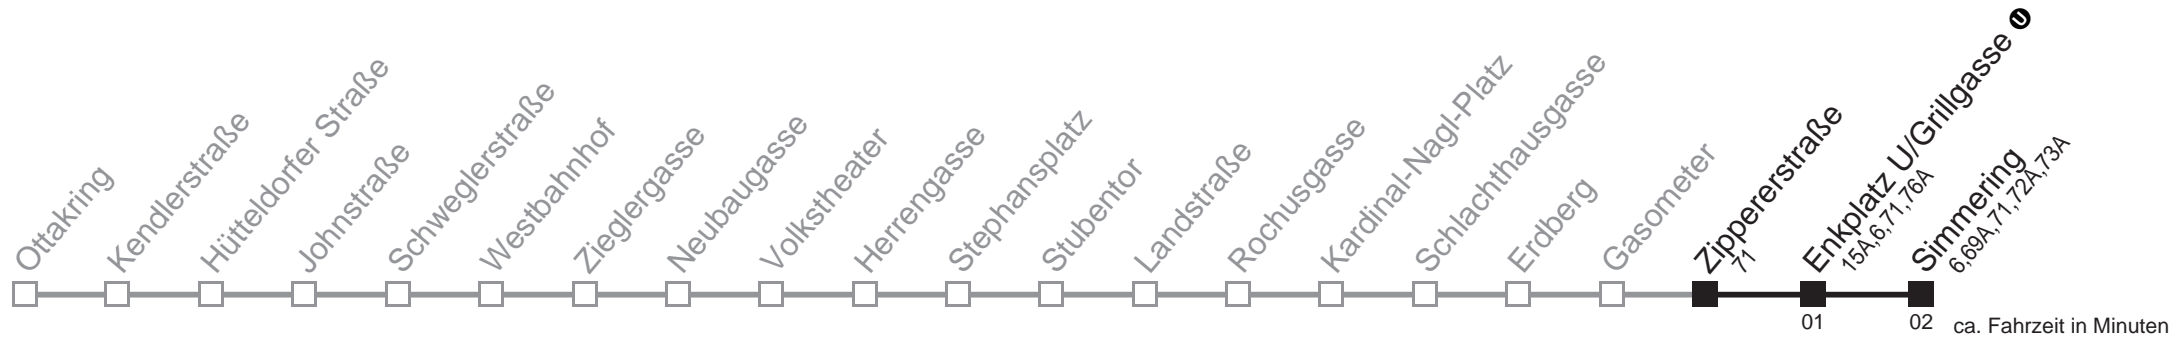 Ottakring
Kendlerstraße
Hütteldorfer Straße
Johnstraße
Schweglerstraße
Westbahnhof
Zieglergasse
Neubaugasse
Volkstheater
Herrengasse
Stephansplatz
Stubentor
Landstraße
Rochusgasse
Kardinal-Nagl-Platz
Schlachthausgasse
Erdberg
Gasometer
Zippererstraße
71
Enkplatz U/Grillgasse U
15A,6,71,76A
Simmering
6,69A,71,72A,73A
01
02
ca. Fahrzeit in Minuten